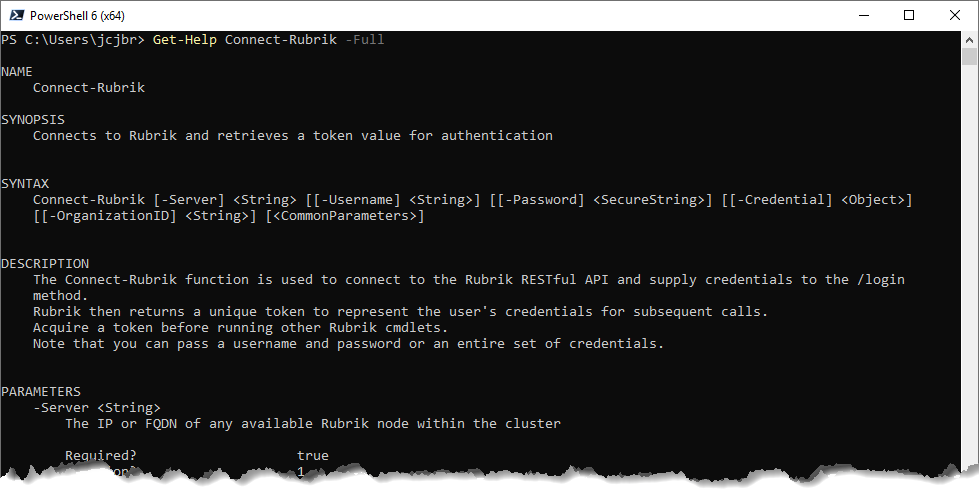 PowerShell 6 (x64)
PS C:\Users\jcjbr> Get-Help Connect-Rubrik -Full
NAME
Connect-Rubrik
SYNOPSIS
Connects to Rubrik and retrieves a token value for authentication
SYNTAX
Connect-Rubrik [-Server] <String> [[-Username] <String>] [[-Password] <SecureString>] [[-Credential] <Object>]
[[-OrganizationID] <String>] [<CommonParameters>]
DESCRIPTION
The Connect-Rubrik function is used to connect to the Rubrik RESTful API and supply credentials to the /login
method.
Rubrik then returns a unique token to represent the user's credentials for subsequent calls.
Acquire a token before running other Rubrik cmdlets.
Note that you can pass a username and password or an entire set of credentials.
PARAMETERS
-Server <String>
The IP or FQDN of any available Rubrik node within the cluster
Required? true
1